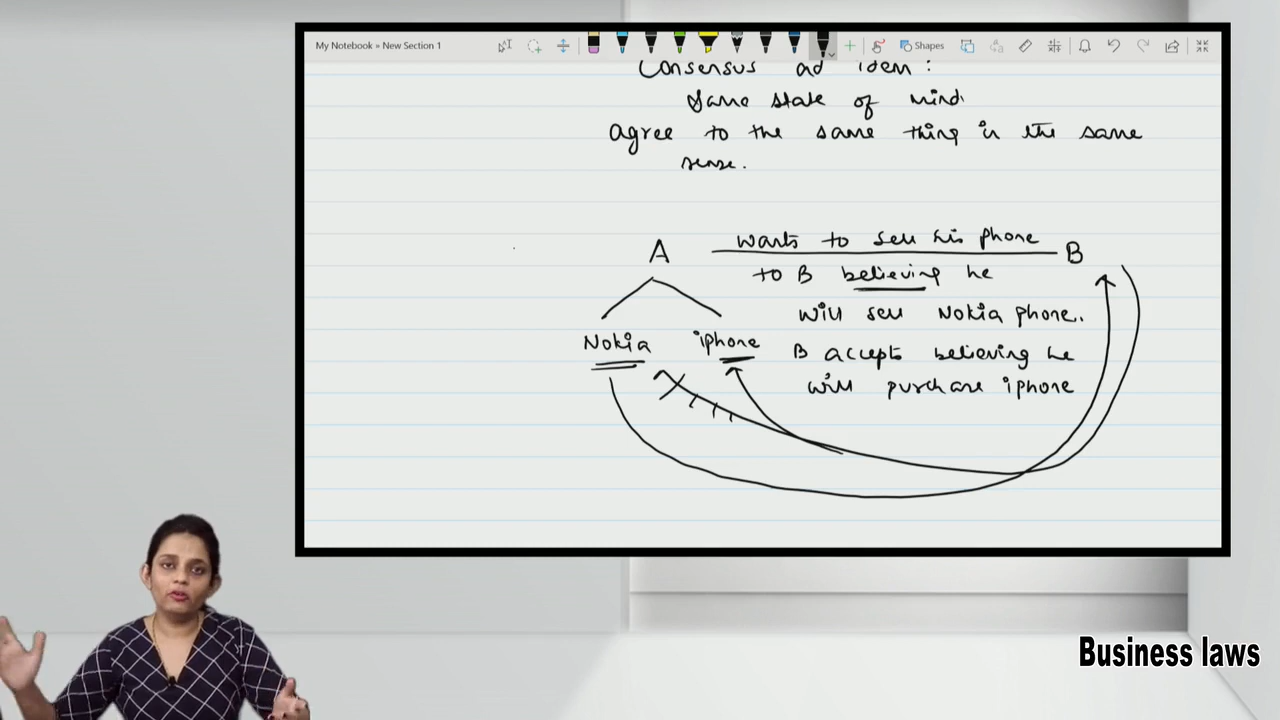 My Notebook » New Section 1
Shapes
Consensus ad idem :
Same state of mind
agree to the same thing in the same
sense.
A wants to sell his phone B
to B believing he
will sell Nokia phone.
Nokia iphone B accepts believing he
will purchase iphone
Business laws